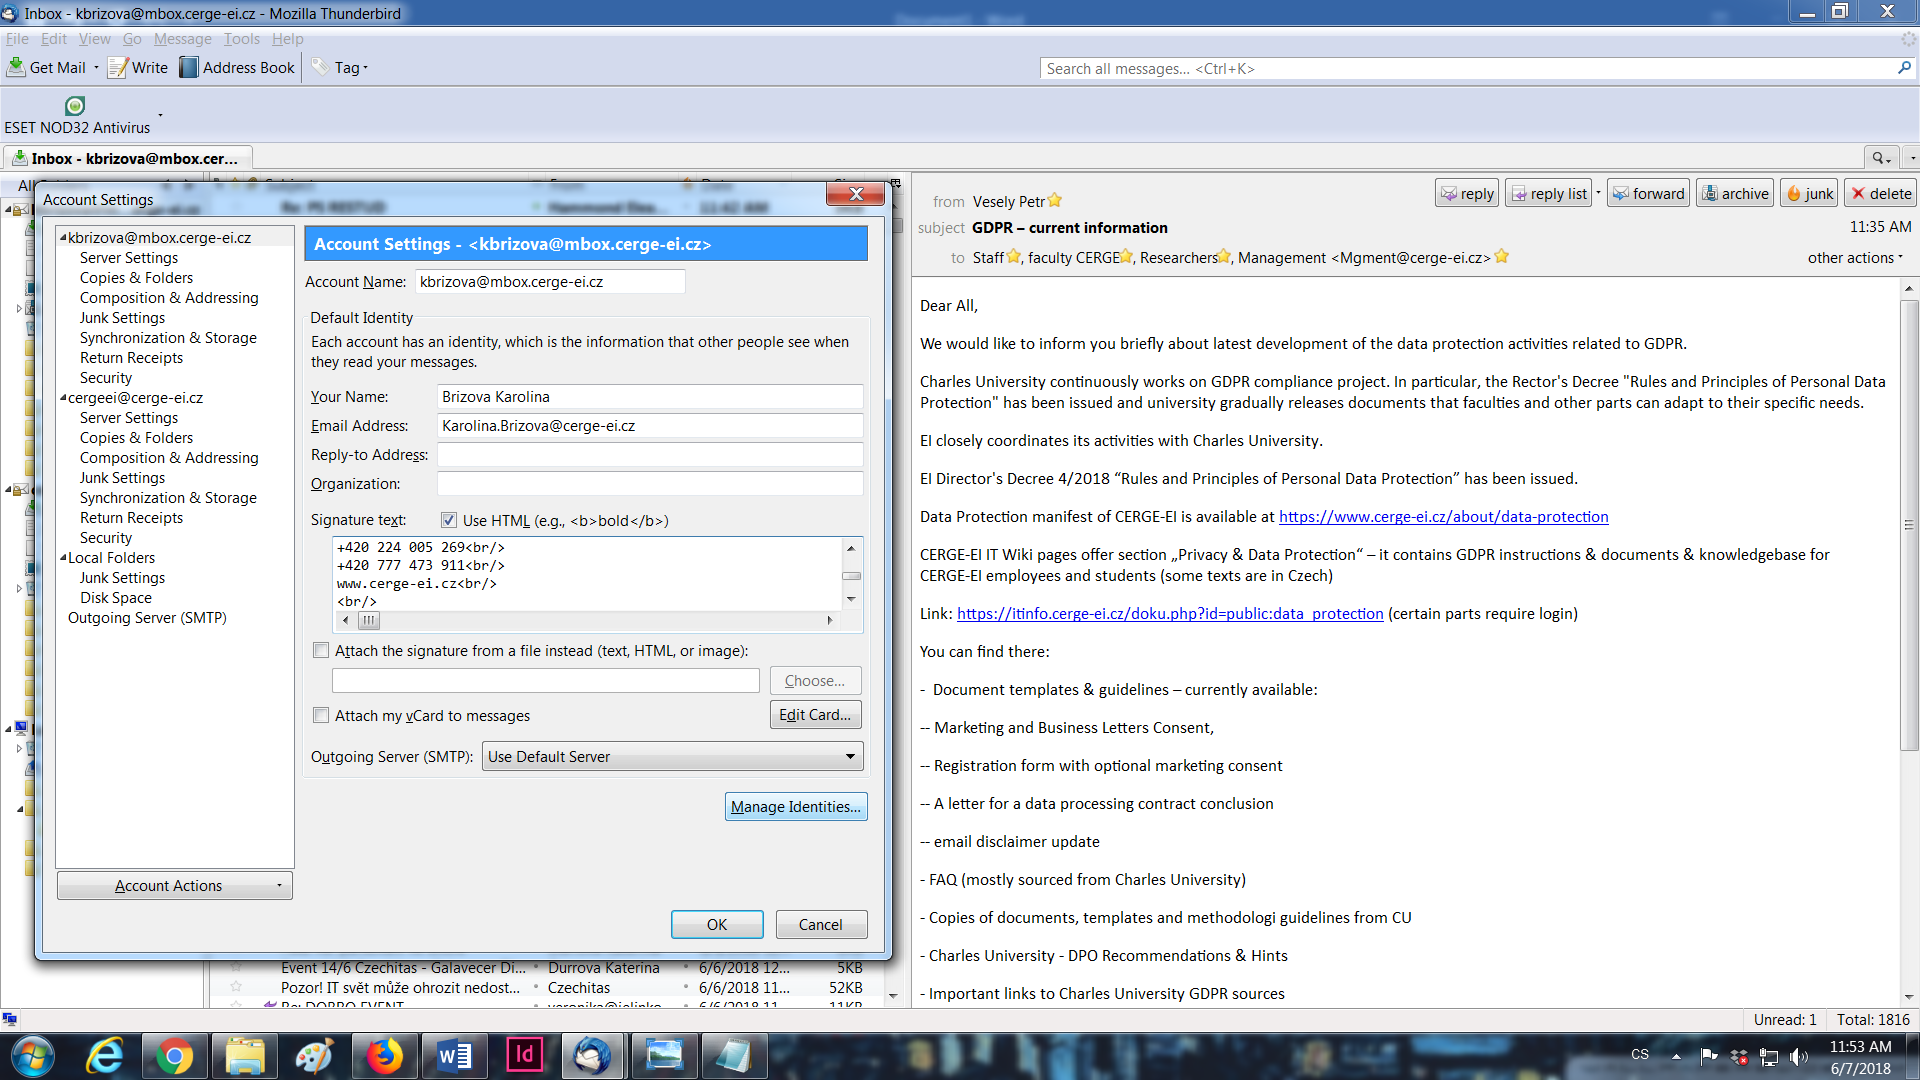 Inbox - kbrizova@mbox.cerge-ei.cz - Mozilla Thunderbird
File Edit View Go Message Tools Help
Get Mail Write Address Book Tag
Search all messages... <Ctrl+K>
ESET NOD32 Antivirus
Inbox - kbrizova@mbox.cer...
Account Settings
kbrizova@mbox.cerge-ei.cz
Server Settings
Copies & Folders
Composition & Addressing
Junk Settings
Synchronization & Storage
Return Receipts
Security
cergeei@cerge-ei.cz
Server Settings
Copies & Folders
Composition & Addressing
Junk Settings
Synchronization & Storage
Return Receipts
Security
Local Folders
Junk Settings
Disk Space
Outgoing Server (SMTP)
Account Actions
Account Settings - <kbrizova@mbox.cerge-ei.cz>
Account Name: kbrizova@mbox.cerge-ei.cz
Default Identity
Each account has an identity, which is the information that other people see when
they read your messages.
Your Name: Brizova Karolina
Email Address: Karolina.Brizova@cerge-ei.cz
Reply-to Address:
Organization:
Signature text: Use HTML (e.g., <b>bold</b>)
+420 224 005 269<br/>
+420 777 473 911<br/>
www.cerge-ei.cz<br/>
<br/>
Attach the signature from a file instead (text, HTML, or image):
Choose...
Attach my vCard to messages
Edit Card...
Outgoing Server (SMTP): Use Default Server
Manage Identities...
OK Cancel
Event 14/6 Czechitas - Galavecer Di... Durrova Katerina 6/6/2018 12... 5KB
Pozor! IT svět může ohrozit nedost... Czechitas 6/6/2018 11... 52KB
Re: DOBRO EVENT 6/6/2018 11... 11KB
reply reply list forward archive junk delete
from Vesely Petr
subject GDPR – current information 11:35 AM
to Staff, faculty CERGE, Researchers, Management <Mgment@cerge-ei.cz> other actions
Dear All,
We would like to inform you briefly about latest development of the data protection activities related to GDPR.
Charles University continuously works on GDPR compliance project. In particular, the Rector's Decree "Rules and Principles of Personal Data
Protection" has been issued and university gradually releases documents that faculties and other parts can adapt to their specific needs.
EI closely coordinates its activities with Charles University.
EI Director's Decree 4/2018 “Rules and Principles of Personal Data Protection” has been issued.
Data Protection manifest of CERGE-EI is available at https://www.cerge-ei.cz/about/data-protection
CERGE-EI IT Wiki pages offer section „Privacy & Data Protection“ – it contains GDPR instructions & documents & knowledgebase for
CERGE-EI employees and students (some texts are in Czech)
Link: https://itinfo.cerge-ei.cz/doku.php?id=public:data_protection (certain parts require login)
You can find there:
- Document templates & guidelines – currently available:
-- Marketing and Business Letters Consent,
-- Registration form with optional marketing consent
-- A letter for a data processing contract conclusion
-- email disclaimer update
- FAQ (mostly sourced from Charles University)
- Copies of documents, templates and methodologi guidelines from CU
- Charles University - DPO Recommendations & Hints
- Important links to Charles University GDPR sources
Unread: 1 Total: 1816
CS
11:53 AM
6/7/2018